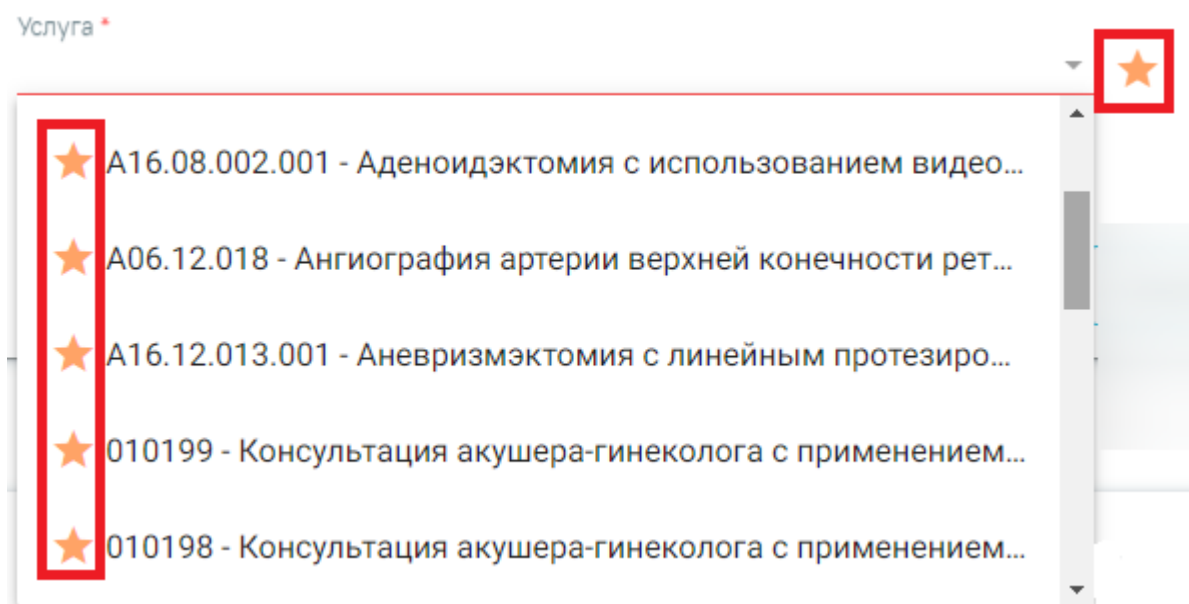 Услуга *
A16.08.002.001 - Аденоидэктомия с использованием видео...
A06.12.018 - Ангиография артерии верхней конечности рет...
A16.12.013.001 - Аневризмэктомия с линейным протезиро...
010199 - Консультация акушера-гинеколога с применением...
010198 - Консультация акушера-гинеколога с применением...